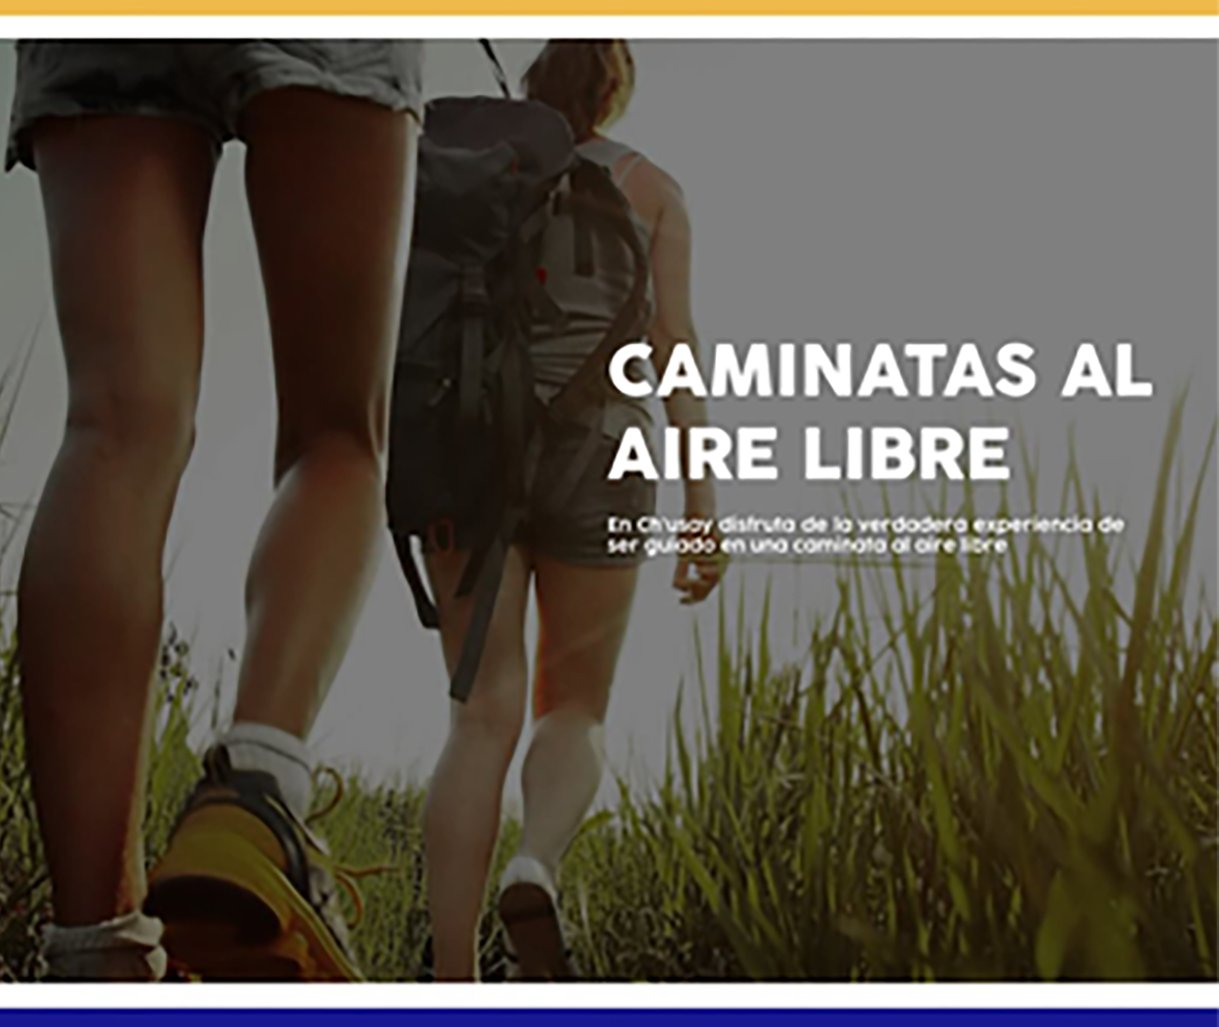 CAMINATAS AL
AIRE LIBRE
En Ch'usay disfruta de la verdadera experiencia de
ser guiado en una caminata al aire libre